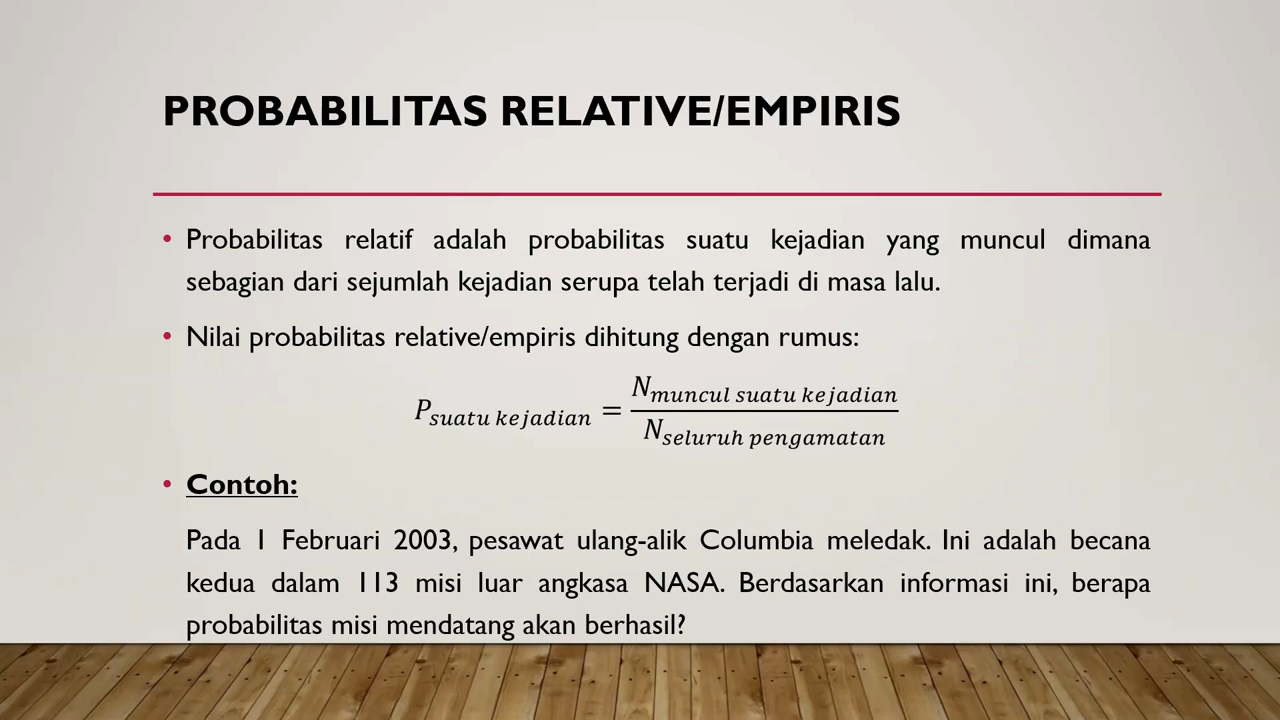 PROBABILITAS RELATIVE/EMPIRIS
• Probabilitas relatif adalah probabilitas suatu kejadian yang muncul dimana
sebagian dari sejumlah kejadian serupa telah terjadi di masa lalu.
• Nilai probabilitas relative/empiris dihitung dengan rumus:
P_{suatu kejadian} = \frac{N_{muncul suatu kejadian}}{N_{seluruh pengamatan}}
• Contoh:
Pada 1 Februari 2003, pesawat ulang-alik Columbia meledak. Ini adalah becana
kedua dalam 113 misi luar angkasa NASA. Berdasarkan informasi ini, berapa
probabilitas misi mendatang akan berhasil?